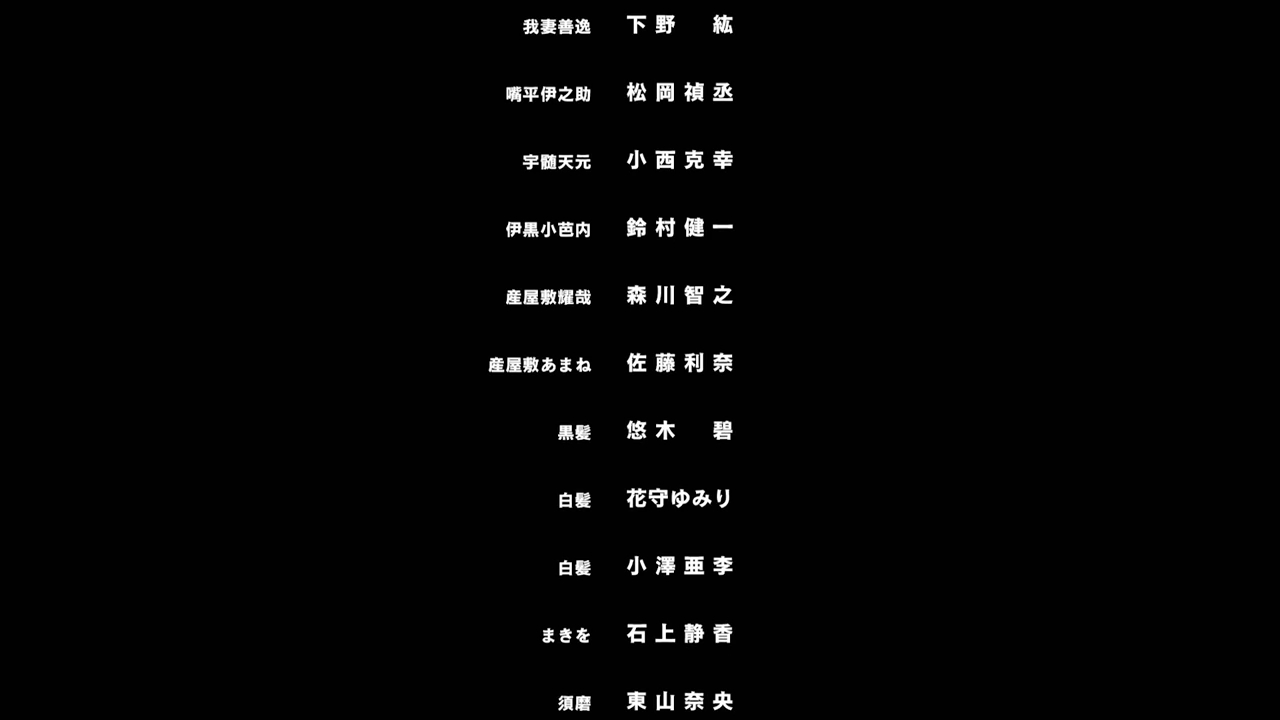 我妻善逸 下野 紘
嘴平伊之助 松岡禎丞
宇髄天元 小西克幸
伊黒小芭内 鈴村健一
産屋敷耀哉 森川智之
産屋敷あまね 佐藤利奈
黒髪 悠木 碧
白髪 花守ゆみり
白髪 小澤亜李
まきを 石上静香
須磨 東山奈央